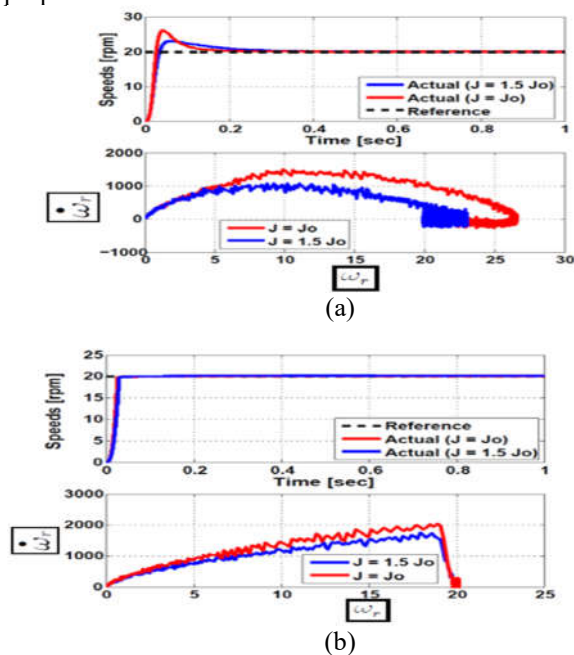 30
20
10
0
Speeds [rpm]
Actual (J = 1.5 Jo)
Actual (J = Jo)
Reference
0 0.2 0.4 0.6 0.8 1
Time [sec]
2000
1000
0
−1000
ω̇r
J = Jo
J = 1.5 Jo
0 5 10 15 20 25 30
ωr
(a)
25
20
15
10
5
0
Speeds [rpm]
Reference
Actual (J = Jo)
Actual (J = 1.5 Jo)
0 0.2 0.4 0.6 0.8 1
Time [sec]
3000
2000
1000
0
ω̇r
J = 1.5 Jo
J = Jo
0 5 10 15 20 25
ωr
(b)